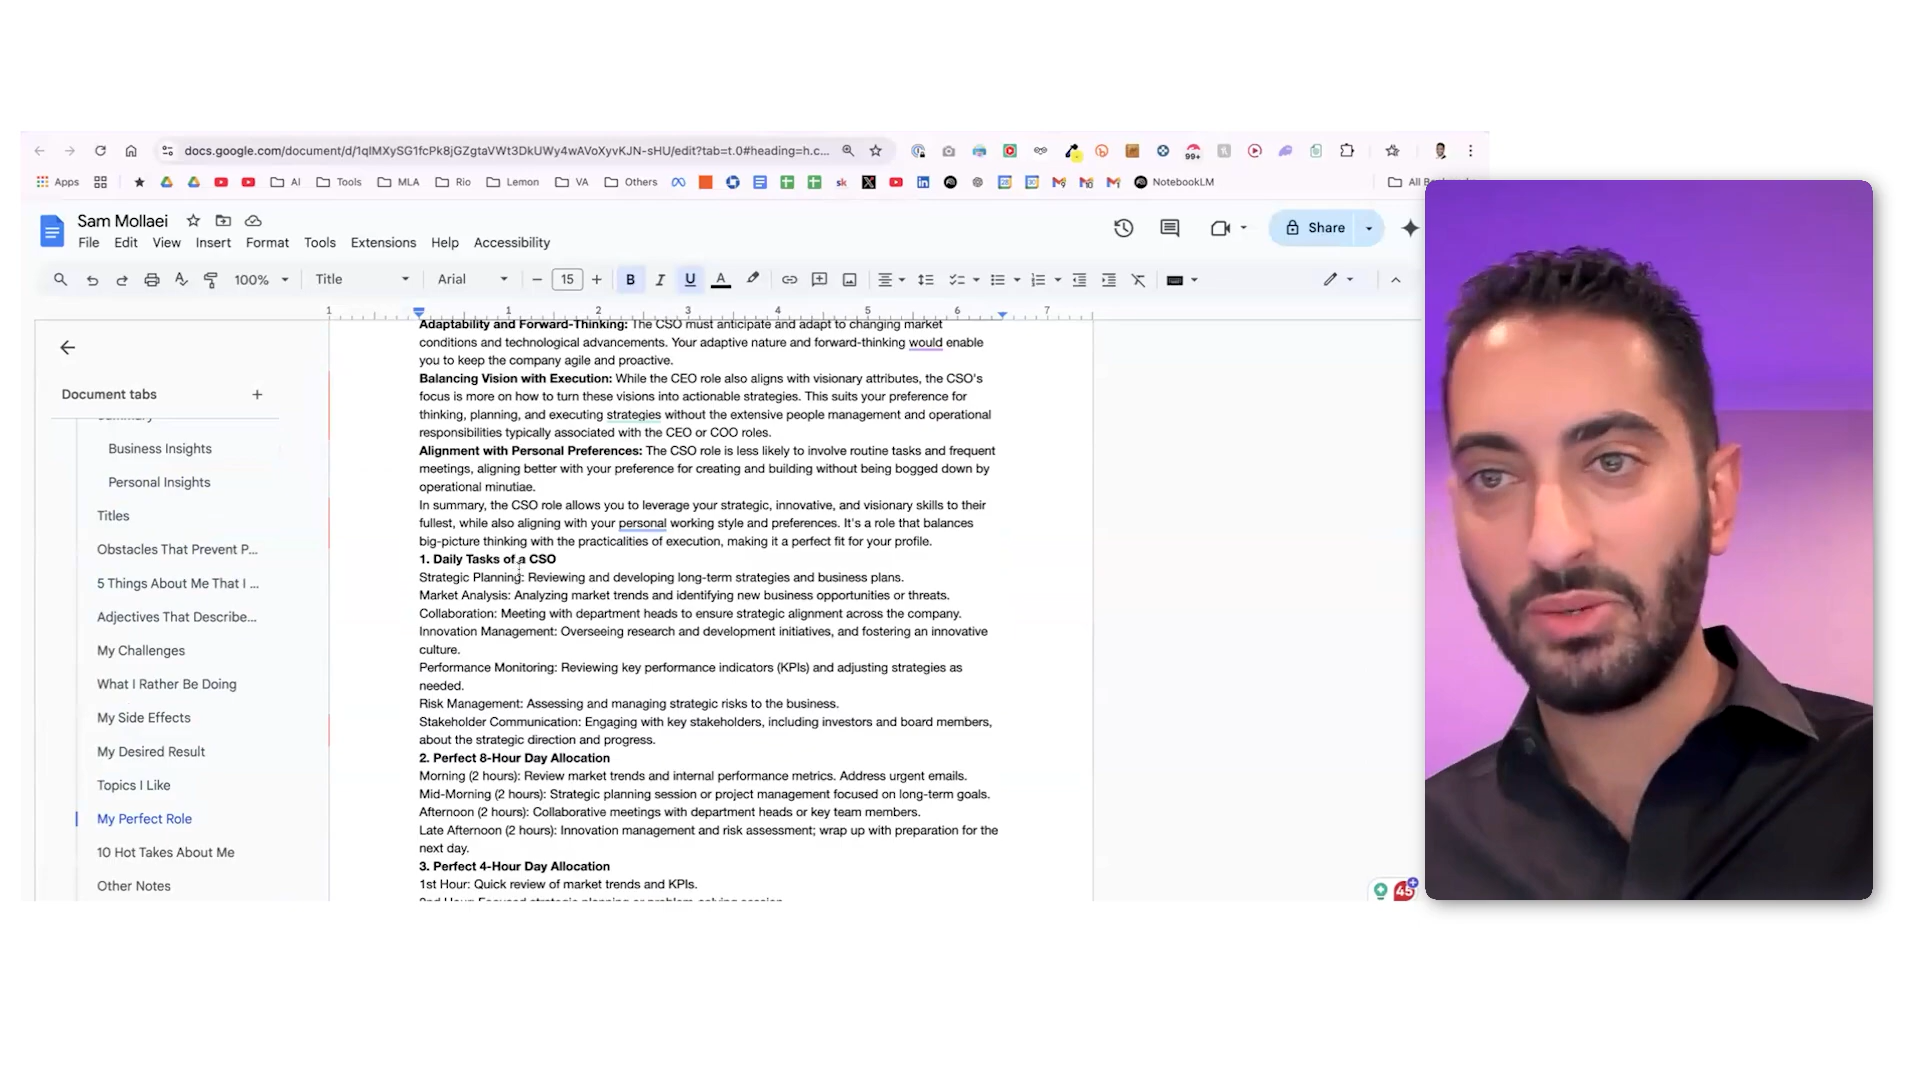 docs.google.com/document/d/1qlMXySG1fcPk8jGZgtaVWt3DkUWy4wAVoXyvKJN-sHU/edit?tab=t.0#heading=h.c...
99+
Apps
AI
Tools
MLA
Rio
Lemon
VA
Others
sk
NotebookLM
All
Sam Mollaei
File Edit View Insert Format Tools Extensions Help Accessibility
Share
100% Title Arial 15 B I U A
1 1 2 3 4 5 6 7
Document tabs
Business Insights
Personal Insights
Titles
Obstacles That Prevent P...
5 Things About Me That I ...
Adjectives That Describe...
My Challenges
What I Rather Be Doing
My Side Effects
My Desired Result
Topics I Like
My Perfect Role
10 Hot Takes About Me
Other Notes
Adaptability and Forward-Thinking: The CSO must anticipate and adapt to changing market
conditions and technological advancements. Your adaptive nature and forward-thinking would enable
you to keep the company agile and proactive.
Balancing Vision with Execution: While the CEO role also aligns with visionary attributes, the CSO's
focus is more on how to turn these visions into actionable strategies. This suits your preference for
thinking, planning, and executing strategies without the extensive people management and operational
responsibilities typically associated with the CEO or COO roles.
Alignment with Personal Preferences: The CSO role is less likely to involve routine tasks and frequent
meetings, aligning better with your preference for creating and building without being bogged down by
operational minutiae.
In summary, the CSO role allows you to leverage your strategic, innovative, and visionary skills to their
fullest, while also aligning with your personal working style and preferences. It's a role that balances
big-picture thinking with the practicalities of execution, making it a perfect fit for your profile.
1. Daily Tasks of a CSO
Strategic Planning: Reviewing and developing long-term strategies and business plans.
Market Analysis: Analyzing market trends and identifying new business opportunities or threats.
Collaboration: Meeting with department heads to ensure strategic alignment across the company.
Innovation Management: Overseeing research and development initiatives, and fostering an innovative
culture.
Performance Monitoring: Reviewing key performance indicators (KPIs) and adjusting strategies as
needed.
Risk Management: Assessing and managing strategic risks to the business.
Stakeholder Communication: Engaging with key stakeholders, including investors and board members,
about the strategic direction and progress.
2. Perfect 8-Hour Day Allocation
Morning (2 hours): Review market trends and internal performance metrics. Address urgent emails.
Mid-Morning (2 hours): Strategic planning session or project management focused on long-term goals.
Afternoon (2 hours): Collaborative meetings with department heads or key team members.
Late Afternoon (2 hours): Innovation management and risk assessment; wrap up with preparation for the
next day.
3. Perfect 4-Hour Day Allocation
1st Hour: Quick review of market trends and KPIs.
45